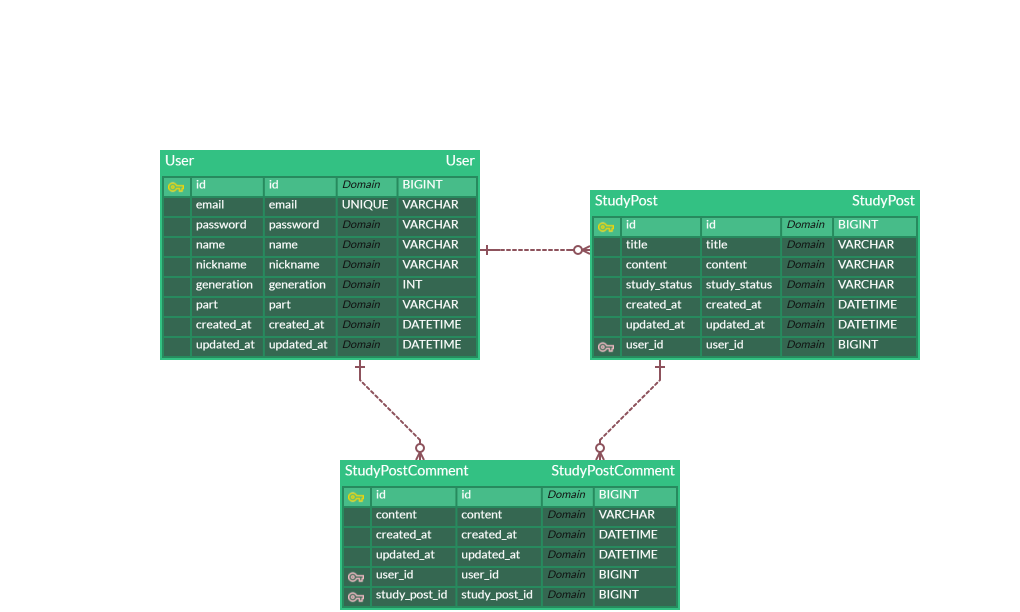 User User
id id Domain BIGINT
email email UNIQUE VARCHAR
password password Domain VARCHAR
name name Domain VARCHAR
nickname nickname Domain VARCHAR
generation generation Domain INT
part part Domain VARCHAR
created_at created_at Domain DATETIME
updated_at updated_at Domain DATETIME
StudyPost StudyPost
id id Domain BIGINT
title title Domain VARCHAR
content content Domain VARCHAR
study_status study_status Domain VARCHAR
created_at created_at Domain DATETIME
updated_at updated_at Domain DATETIME
user_id user_id Domain BIGINT
StudyPostComment StudyPostComment
id id Domain BIGINT
content content Domain VARCHAR
created_at created_at Domain DATETIME
updated_at updated_at Domain DATETIME
user_id user_id Domain BIGINT
study_post_id study_post_id Domain BIGINT